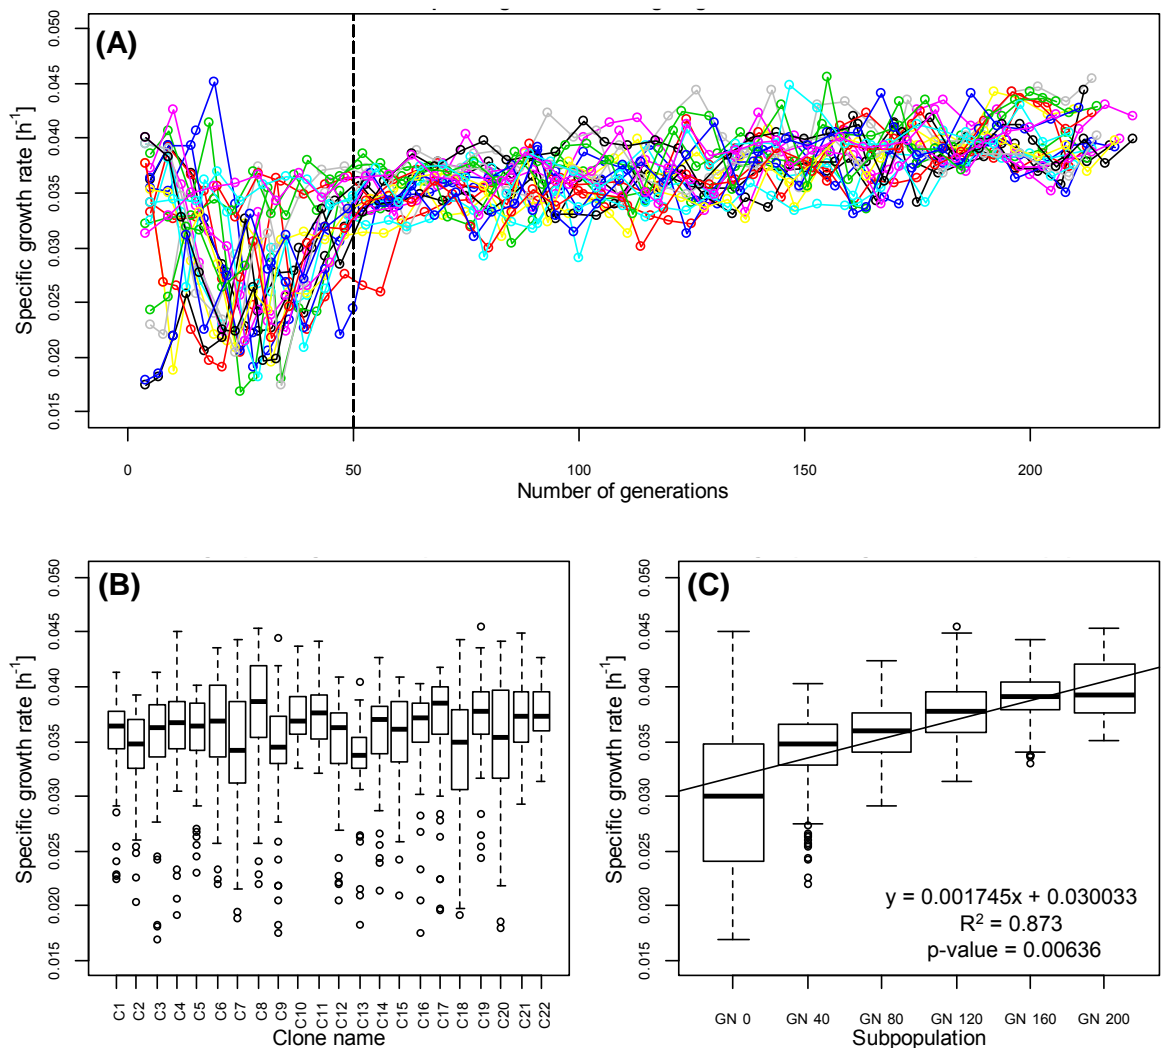 (A)
Specific growth rate [h-1]
0.050
0.045
0.040
0.035
0.030
0.025
0.020
0.015
0 50 100 150 200
Number of generations
(B)
Specific growth rate [h-1]
0.050
0.045
0.040
0.035
0.030
0.025
0.020
0.015
C1 C2 C3 C4 C5 C6 C7 C8 C9 C10 C11 C12 C13 C14 C15 C16 C17 C18 C19 C20 C21 C22
Clone name
(C)
Specific growth rate [h-1]
0.050
0.045
0.040
0.035
0.030
0.025
0.020
0.015
y = 0.001745x + 0.030033
R2 = 0.873
p-value = 0.00636
GN 0 GN 40 GN 80 GN 120 GN 160 GN 200
Subpopulation